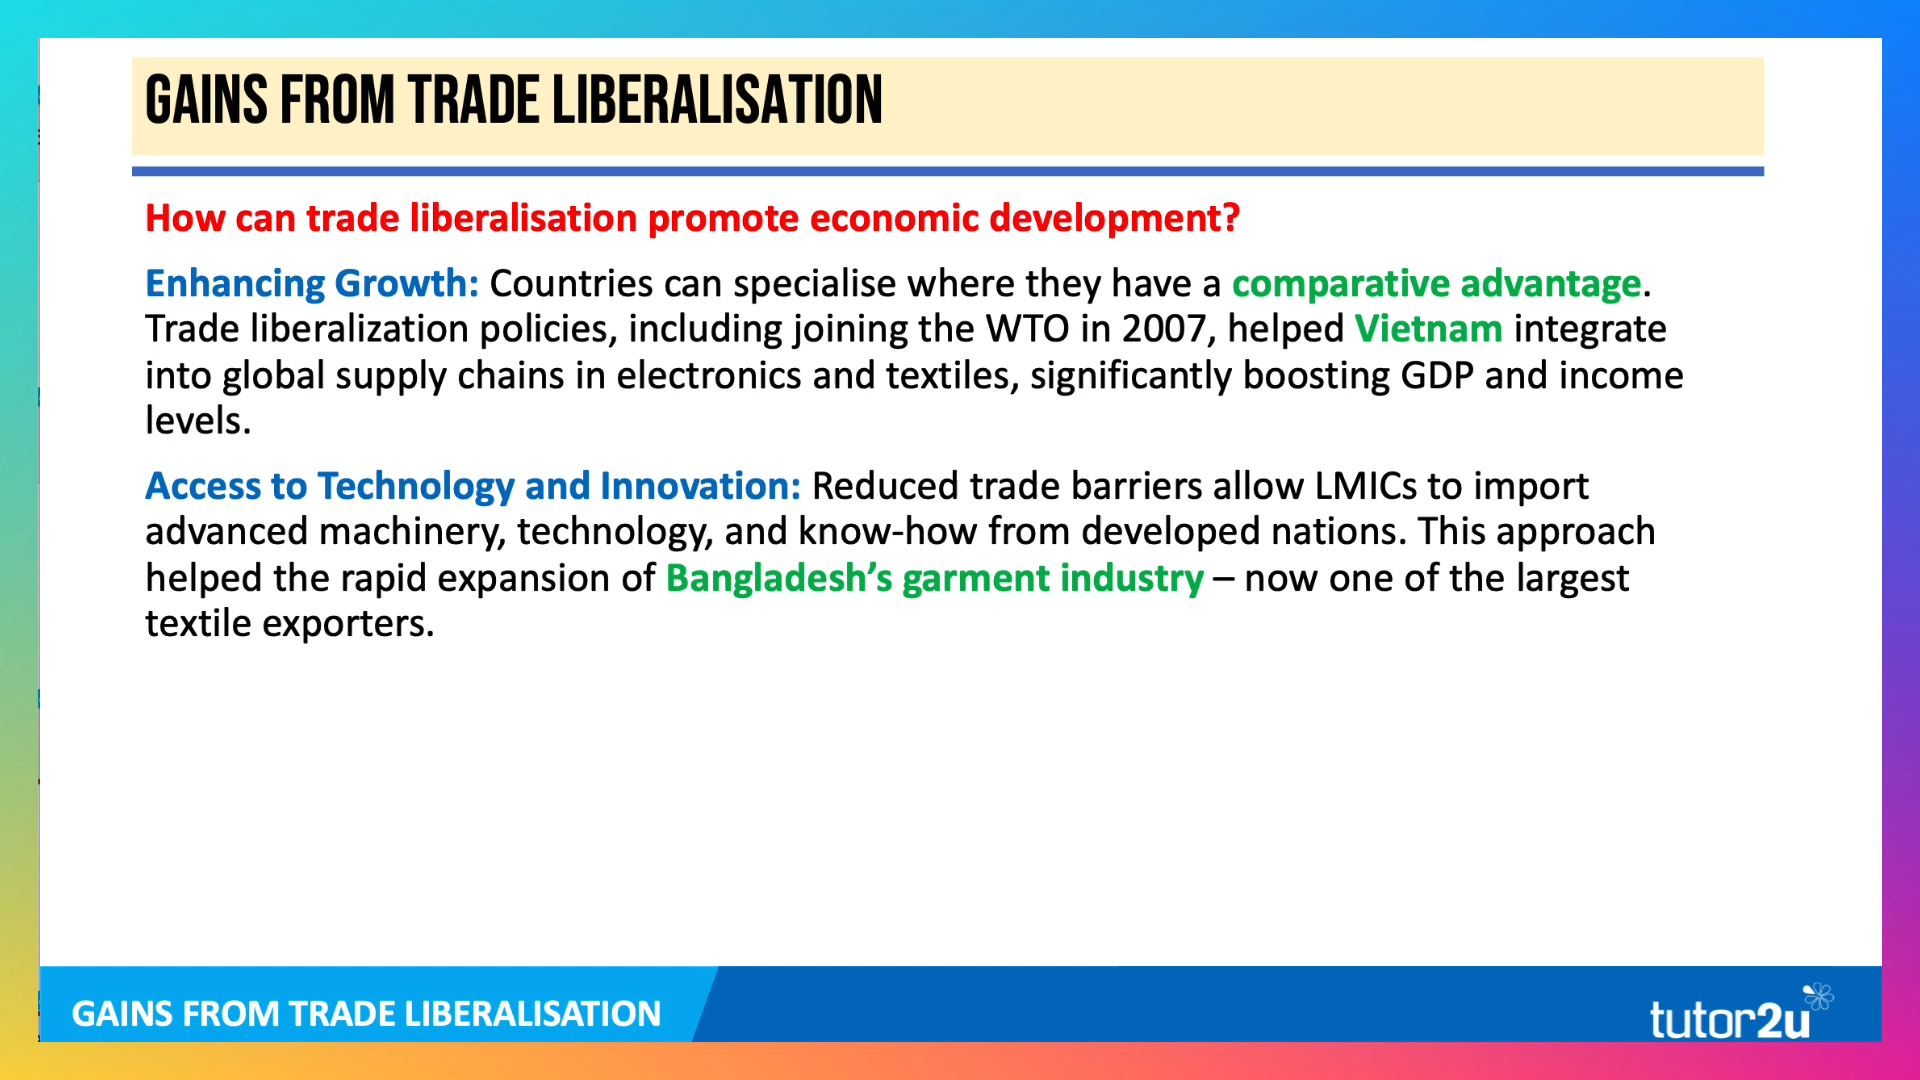 GAINS FROM TRADE LIBERALISATION
How can trade liberalisation promote economic development?
Enhancing Growth: Countries can specialise where they have a comparative advantage.
Trade liberalization policies, including joining the WTO in 2007, helped Vietnam integrate
into global supply chains in electronics and textiles, significantly boosting GDP and income
levels.
Access to Technology and Innovation: Reduced trade barriers allow LMICs to import
advanced machinery, technology, and know-how from developed nations. This approach
helped the rapid expansion of Bangladesh’s garment industry – now one of the largest
textile exporters.
GAINS FROM TRADE LIBERALISATION
tutor2u